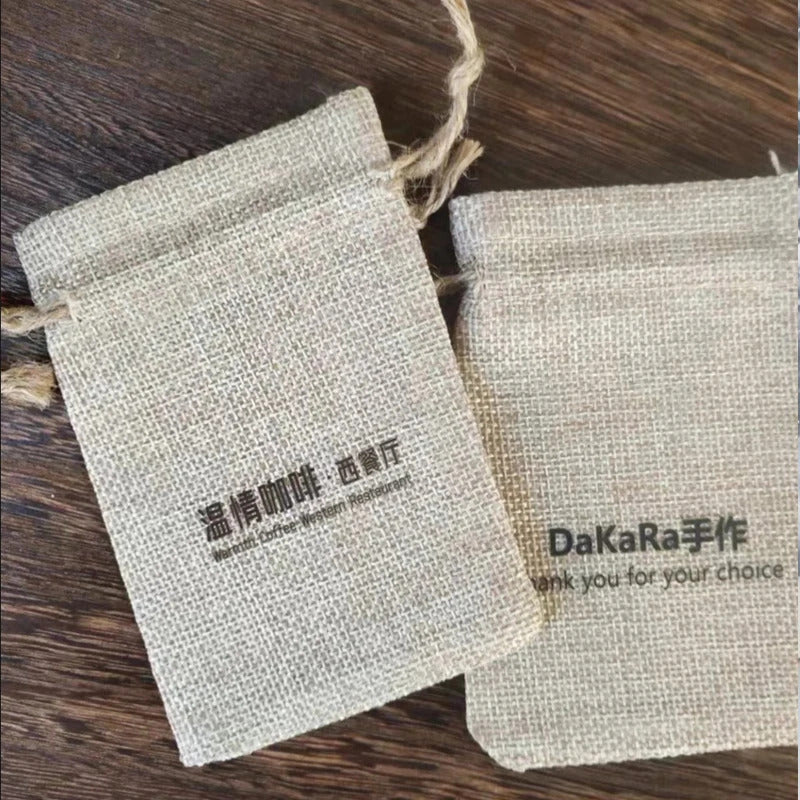 温情咖啡·西餐厅
Warmth Coffee Western Restaurant
DaKaRa手作
ank you for your choice